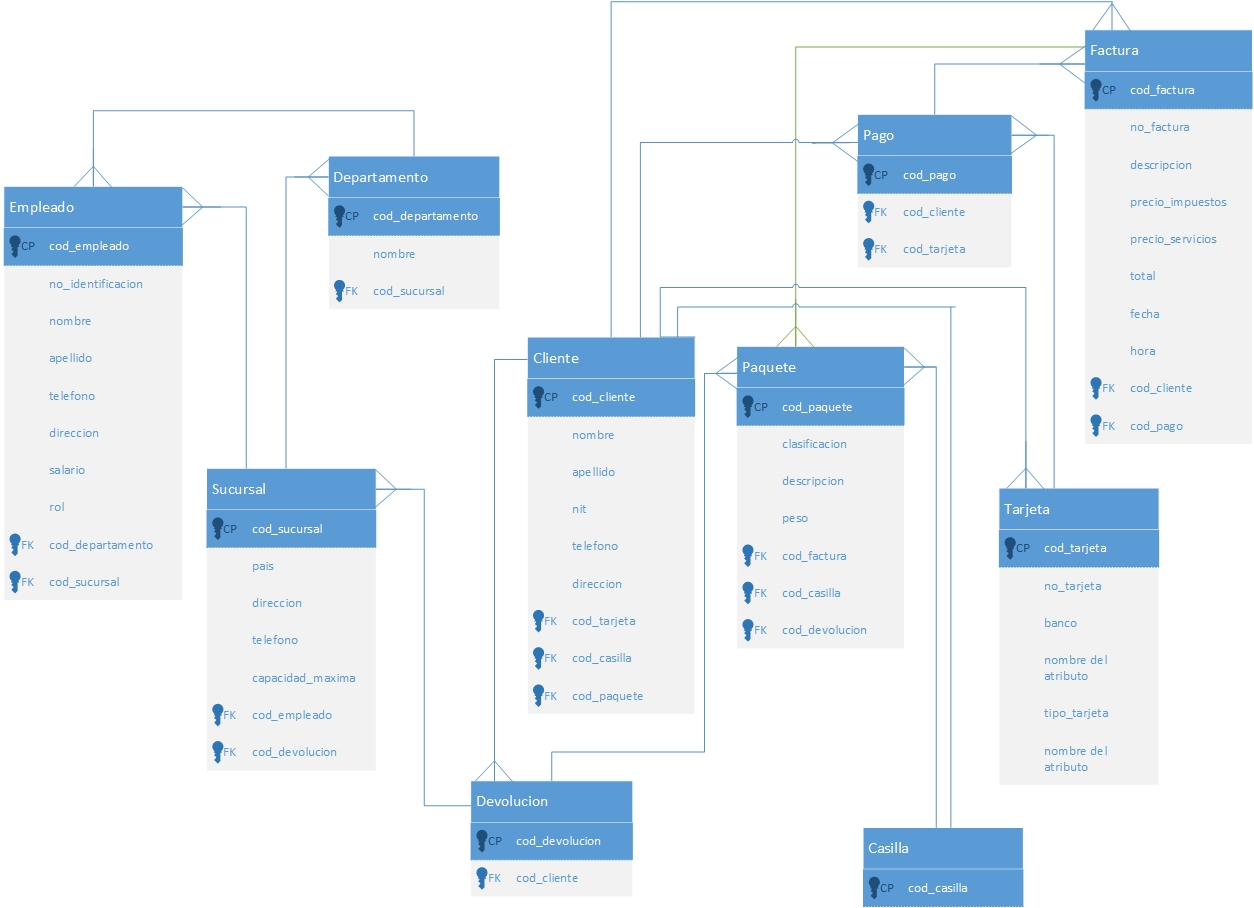 Factura
CP cod_factura
no_factura
descripcion
precio_impuestos
precio_servicios
total
fecha
hora
FK cod_cliente
FK cod_pago
Pago
CP cod_pago
FK cod_cliente
FK cod_tarjeta
Departamento
CP cod_departamento
nombre
FK cod_sucursal
Empleado
CP cod_empleado
no_identificacion
nombre
apellido
telefono
direccion
salario
rol
FK cod_departamento
FK cod_sucursal
Cliente
CP cod_cliente
nombre
apellido
nit
telefono
direccion
FK cod_tarjeta
FK cod_casilla
FK cod_paquete
Paquete
CP cod_paquete
clasificacion
descripcion
peso
FK cod_factura
FK cod_casilla
FK cod_devolucion
Sucursal
CP cod_sucursal
pais
direccion
telefono
capacidad_maxima
FK cod_empleado
FK cod_devolucion
Tarjeta
CP cod_tarjeta
no_tarjeta
banco
nombre del
atributo
tipo_tarjeta
nombre del
atributo
Devolucion
CP cod_devolucion
FK cod_cliente
Casilla
CP cod_casilla